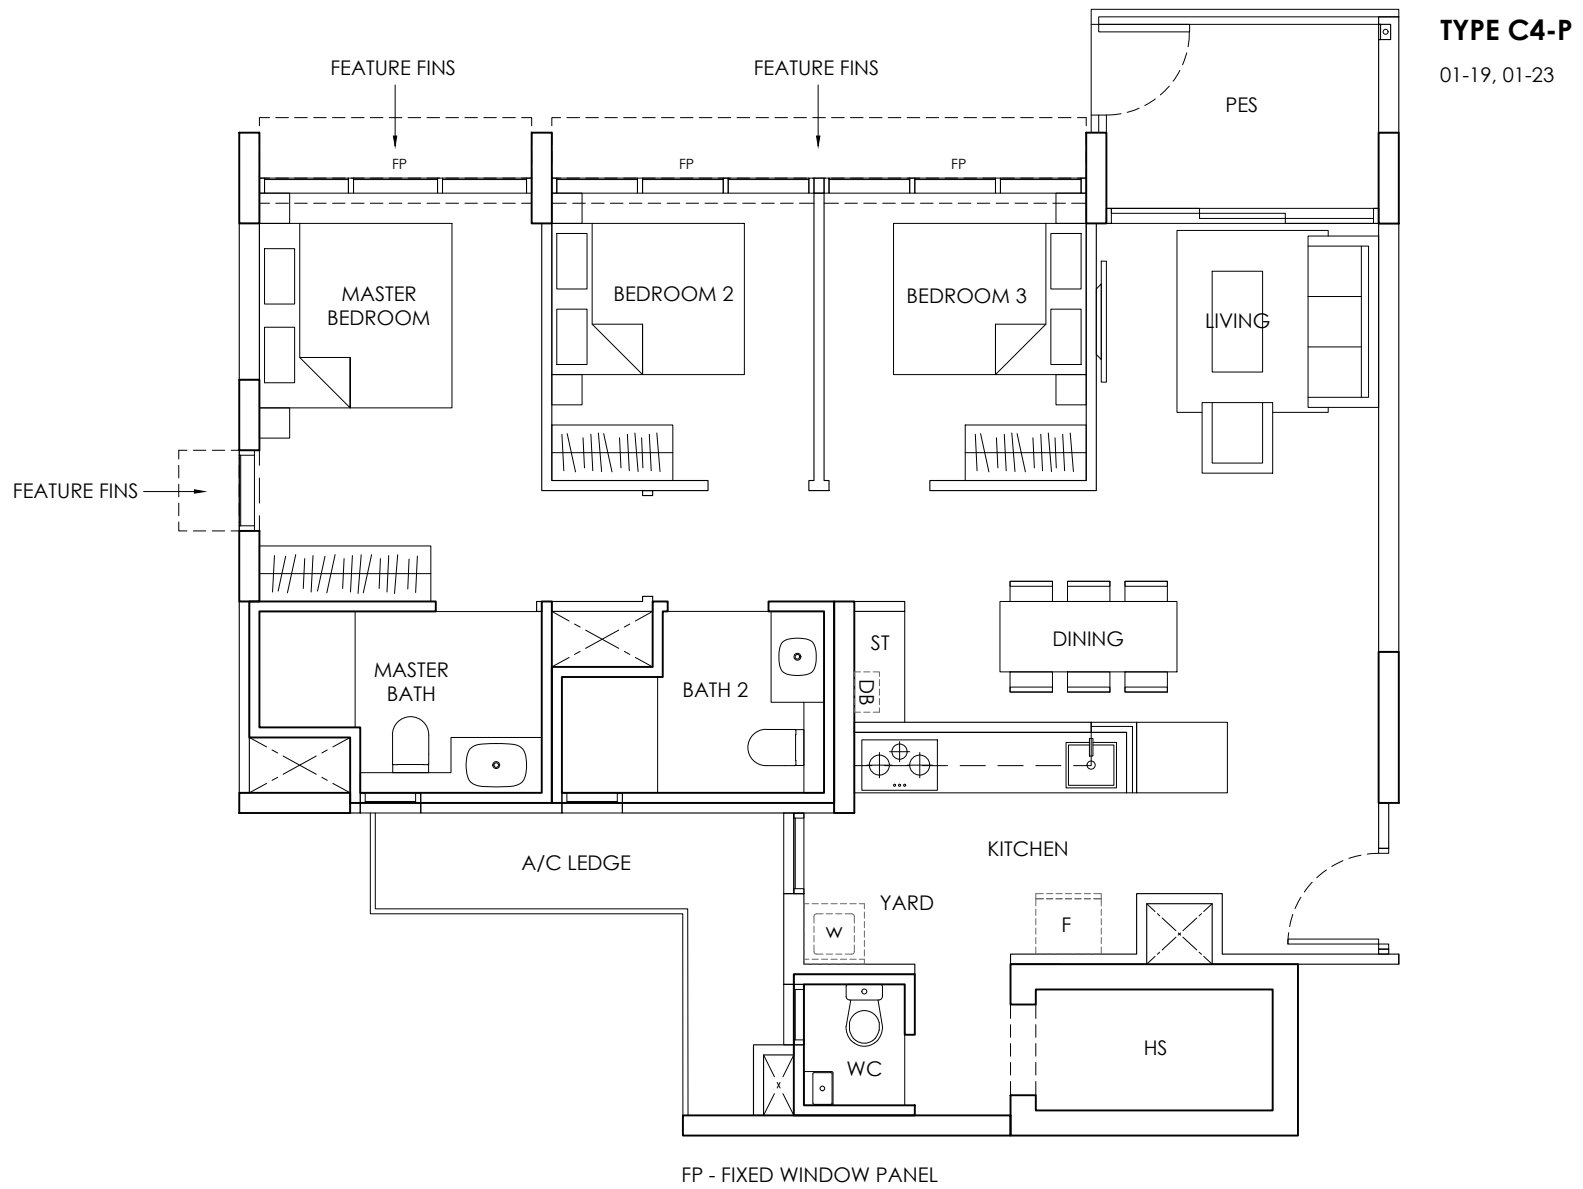 TYPE C4-P
01-19, 01-23
FEATURE FINS
FEATURE FINS
PES
FP
FP
FP
MASTER
BEDROOM
BEDROOM 2
BEDROOM 3
LIVING
FEATURE FINS
ST
DINING
MASTER
BATH
BATH 2
DB
A/C LEDGE
KITCHEN
YARD
W
F
WC
HS
FP - FIXED WINDOW PANEL